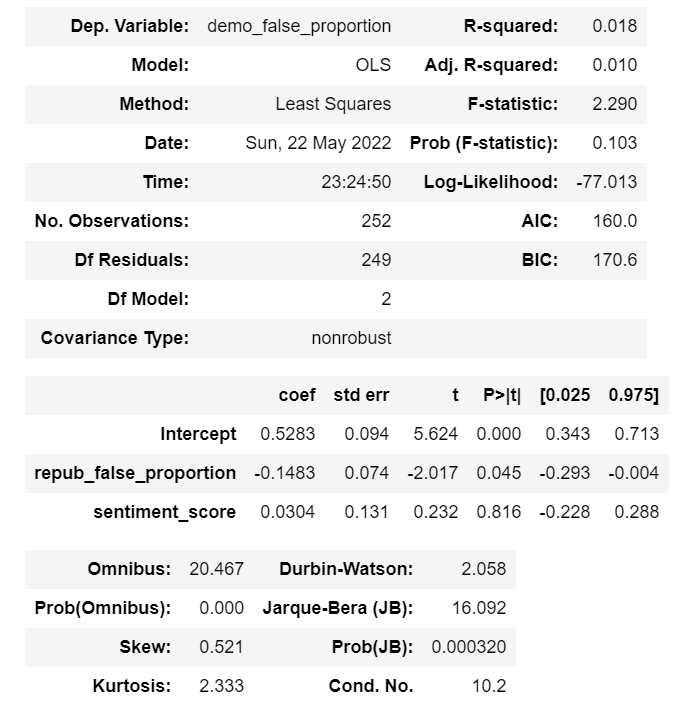 Dep. Variable: demo_false_proportion R-squared: 0.018
Model: OLS Adj. R-squared: 0.010
Method: Least Squares F-statistic: 2.290
Date: Sun, 22 May 2022 Prob (F-statistic): 0.103
Time: 23:24:50 Log-Likelihood: -77.013
No. Observations: 252 AIC: 160.0
Df Residuals: 249 BIC: 170.6
Df Model: 2
Covariance Type: nonrobust
coef std err t P>|t| [0.025 0.975]
Intercept 0.5283 0.094 5.624 0.000 0.343 0.713
repub_false_proportion -0.1483 0.074 -2.017 0.045 -0.293 -0.004
sentiment_score 0.0304 0.131 0.232 0.816 -0.228 0.288
Omnibus: 20.467 Durbin-Watson: 2.058
Prob(Omnibus): 0.000 Jarque-Bera (JB): 16.092
Skew: 0.521 Prob(JB): 0.000320
Kurtosis: 2.333 Cond. No. 10.2